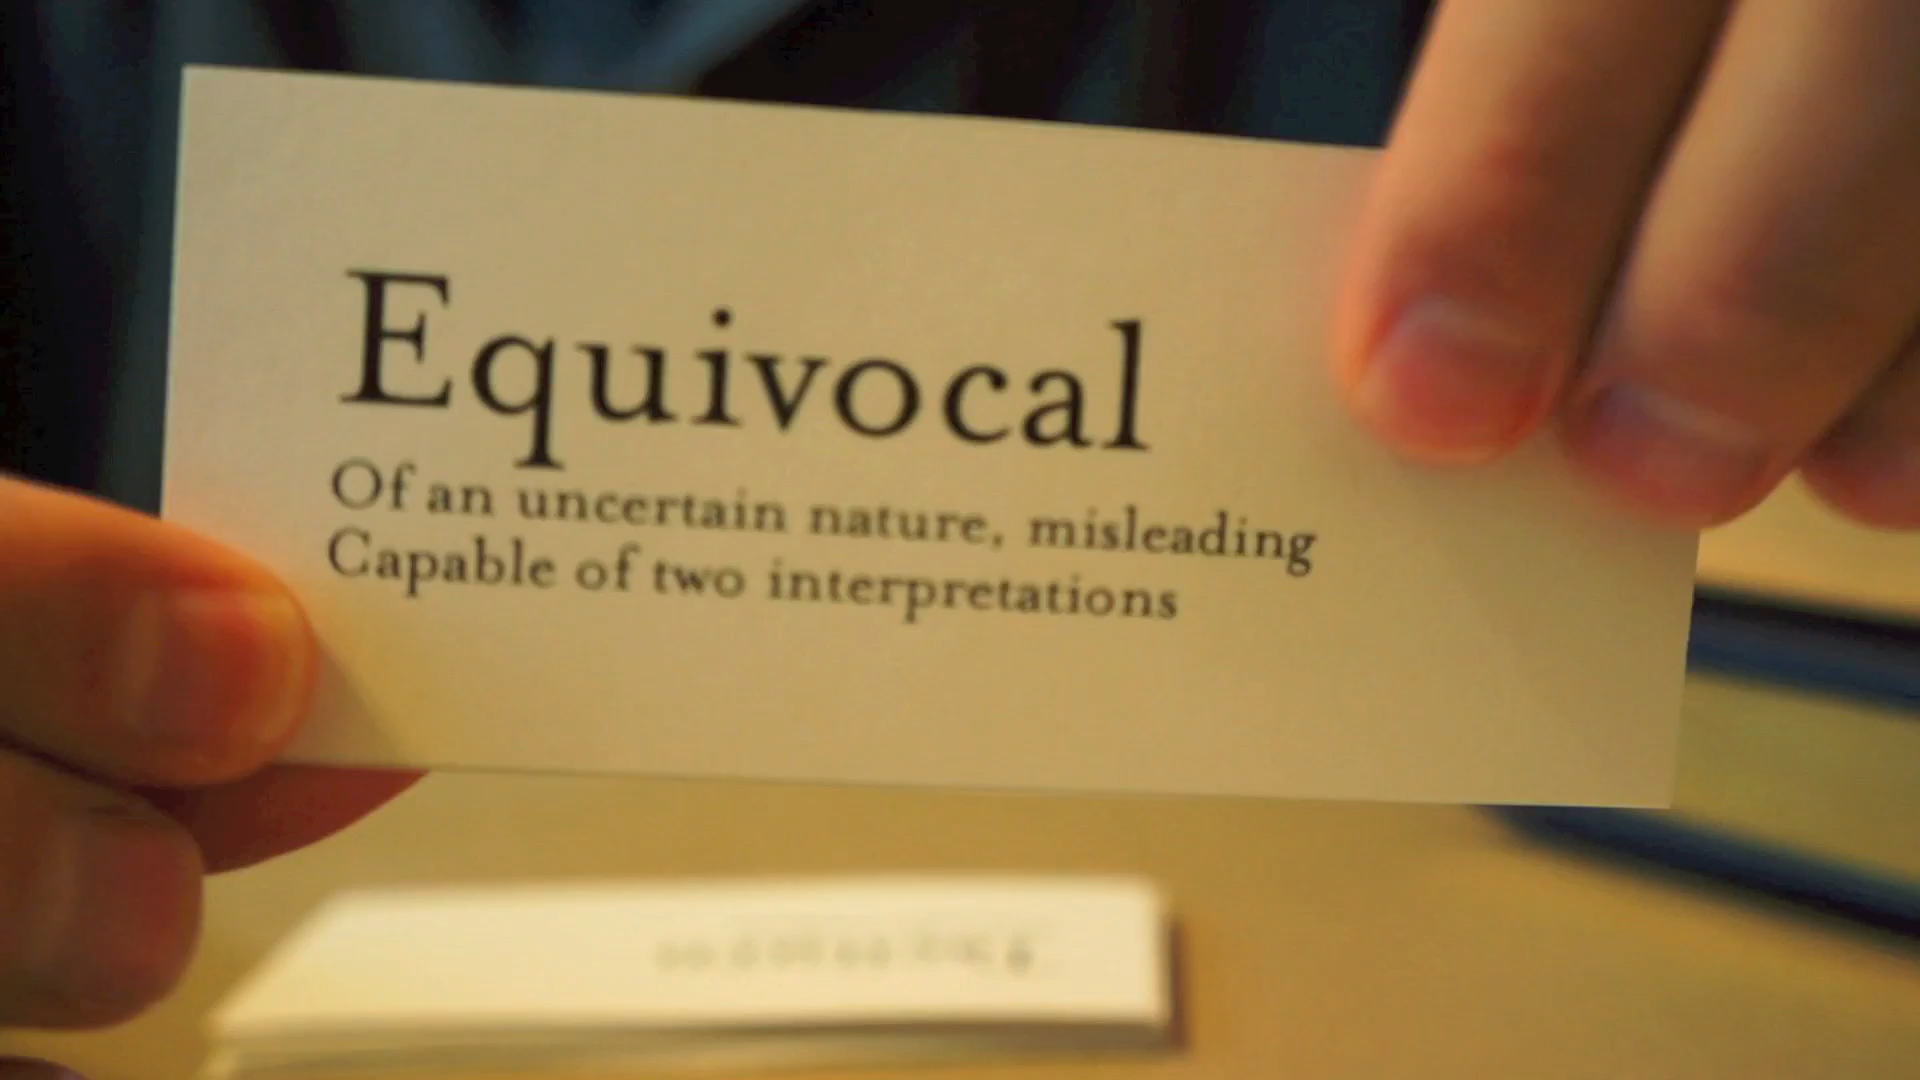 Equivocal
Of an uncertain nature, misleading
Capable of two interpretations